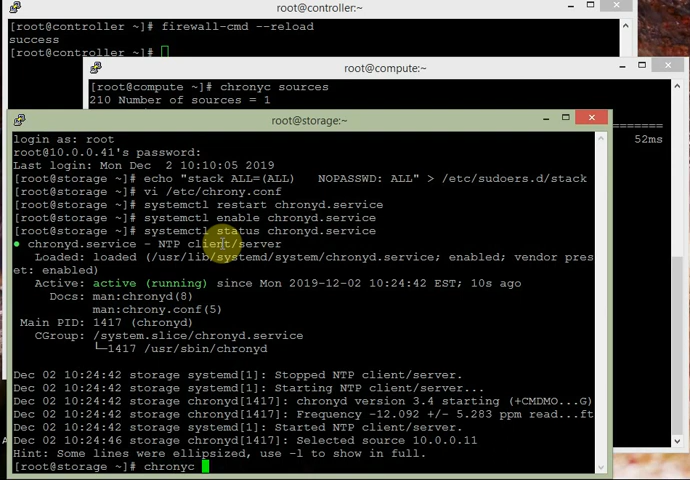 root@controller:~
[root@controller ~]# firewall-cmd --reload
success
[root@controller ~]#
root@compute:~
[root@compute ~]# chronyc sources
210 Number of sources = 1
=======
52ms
root@storage:~
login as: root
root@10.0.0.41's password:
Last login: Mon Dec  2 10:10:05 2019
[root@storage ~]# echo "stack ALL=(ALL)   NOPASSWD: ALL" > /etc/sudoers.d/stack
[root@storage ~]# vi /etc/chrony.conf
[root@storage ~]# systemctl restart chronyd.service
[root@storage ~]# systemctl enable chronyd.service
[root@storage ~]# systemctl status chronyd.service
● chronyd.service - NTP client/server
   Loaded: loaded (/usr/lib/systemd/system/chronyd.service; enabled; vendor pres
et: enabled)
   Active: active (running) since Mon 2019-12-02 10:24:42 EST; 10s ago
     Docs: man:chronyd(8)
           man:chrony.conf(5)
 Main PID: 1417 (chronyd)
   CGroup: /system.slice/chronyd.service
           └─1417 /usr/sbin/chronyd
Dec 02 10:24:42 storage systemd[1]: Stopped NTP client/server.
Dec 02 10:24:42 storage systemd[1]: Starting NTP client/server...
Dec 02 10:24:42 storage chronyd[1417]: chronyd version 3.4 starting (+CMDMO...G)
Dec 02 10:24:42 storage chronyd[1417]: Frequency -12.092 +/- 5.283 ppm read...ft
Dec 02 10:24:42 storage systemd[1]: Started NTP client/server.
Dec 02 10:24:46 storage chronyd[1417]: Selected source 10.0.0.11
Hint: Some lines were ellipsized, use -l to show in full.
[root@storage ~]# chronyc